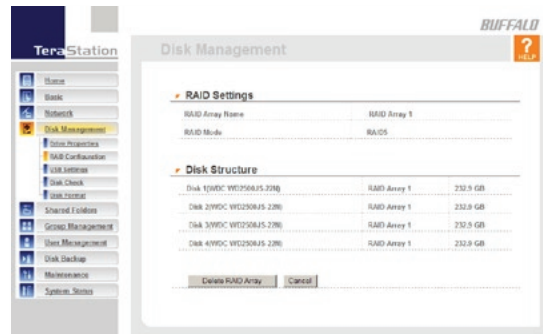 BUFFALO
TeraStation
Disk Management
?
HELP
Home
Basic
Network
Disk Management
Drive Properties
RAID Configuration
USB Settings
Disk Check
Disk Format
Shared Folders
Group Management
User Management
Disk Backup
Maintenance
System Status
RAID Settings
RAID Array Name RAID Array 1
RAID Mode RAID5
Disk Structure
Disk 1(WDC WD2500JS-22M) RAID Array 1 232.9 GB
Disk 2(WDC WD2500JS-22M) RAID Array 1 232.9 GB
Disk 3(WDC WD2500JS-22M) RAID Array 1 232.9 GB
Disk 4(WDC WD2500JS-22M) RAID Array 1 232.9 GB
Delete RAID Array Cancel